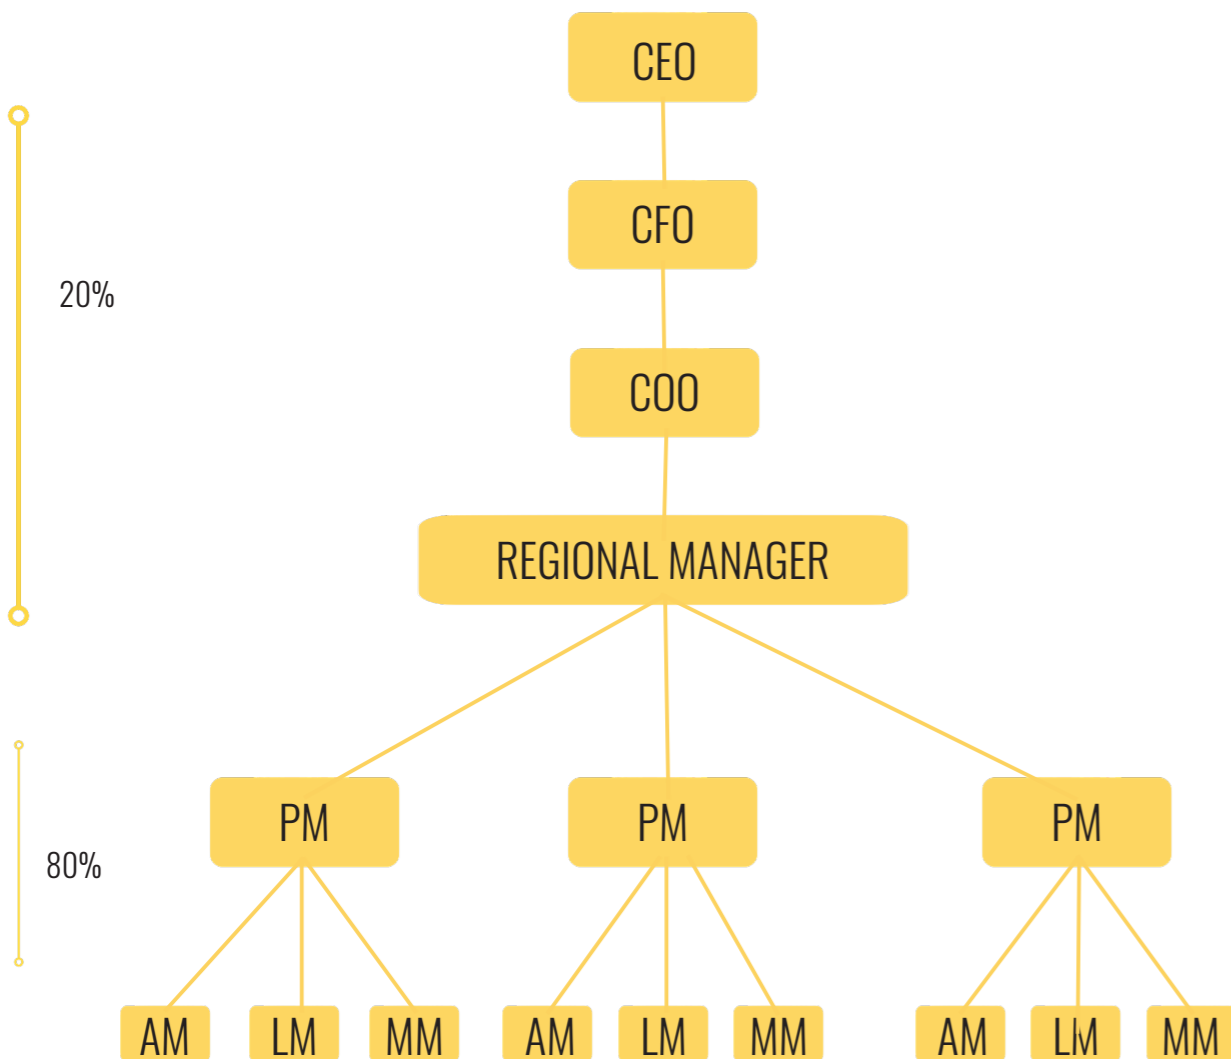 CEO
CFO
20%
COO
REGIONAL MANAGER
PM PM PM
80%
AM LM MM AM LM MM AM LM MM